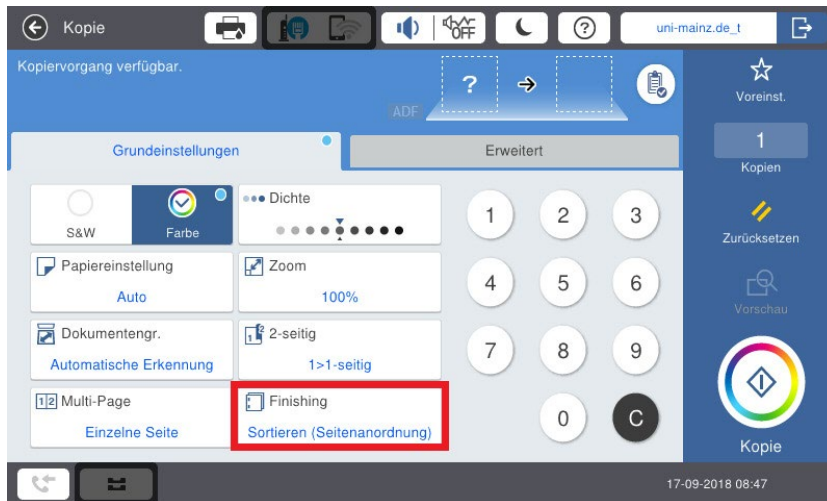 Kopie
OFF
uni-mainz.de_t
Kopiervorgang verfügbar.
?
ADF
Voreinst.
Grundeinstellungen
Erweitert
1
Kopien
S&W
Farbe
Dichte
1
2
3
Zurücksetzen
Papiereinstellung
Auto
Zoom
100%
4
5
6
Vorschau
Dokumentengr.
Automatische Erkennung
2-seitig
1>1-seitig
7
8
9
Multi-Page
Einzelne Seite
Finishing
Sortieren (Seitenanordnung)
0
C
Kopie
17-09-2018 08:47